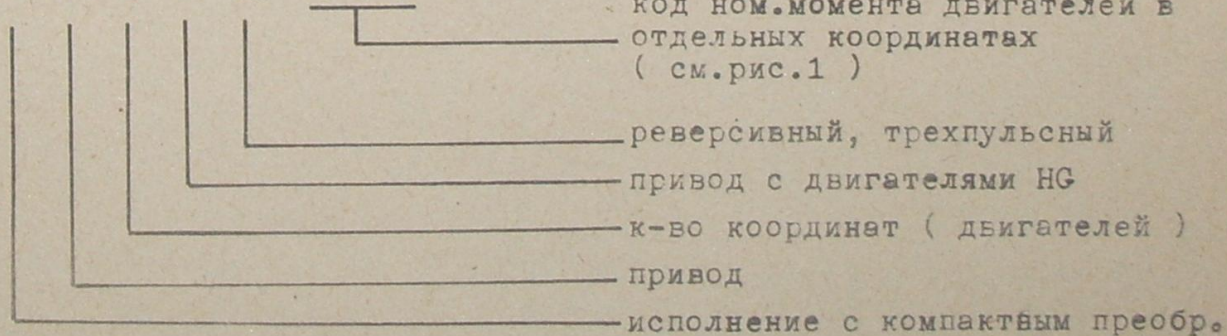 код ном.момента двигателей в
отдельных координатах
( см.рис.1 )
реверсивный, трехпульсный
привод с двигателями HG
к-во координат ( двигателей )
привод
исполнение с компактным преобр.